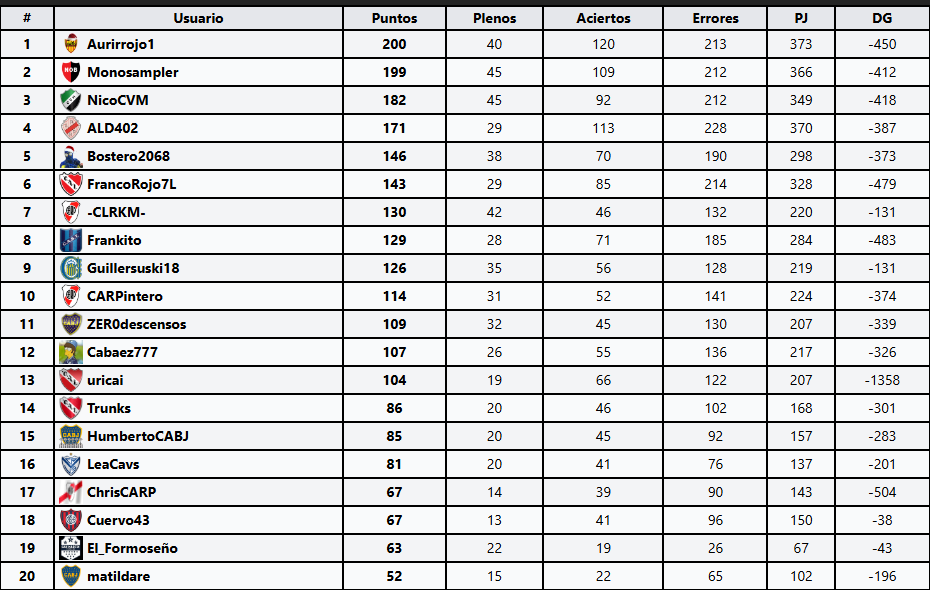 # Usuario Puntos Plenos Aciertos Errores PJ DG
1 Aurirrojo1 200 40 120 213 373 -450
2 Monosampler 199 45 109 212 366 -412
3 NicoCVM 182 45 92 212 349 -418
4 ALD402 171 29 113 228 370 -387
5 Bostero2068 146 38 70 190 298 -373
6 FrancoRojo7L 143 29 85 214 328 -479
7 -CLRKM- 130 42 46 132 220 -131
8 Frankito 129 28 71 185 284 -483
9 Guillersuski18 126 35 56 128 219 -131
10 CARPintero 114 31 52 141 224 -374
11 ZER0descensos 109 32 45 130 207 -339
12 Cabaez777 107 26 55 136 217 -326
13 uricai 104 19 66 122 207 -1358
14 Trunks 86 20 46 102 168 -301
15 HumbertoCABJ 85 20 45 92 157 -283
16 LeaCavs 81 20 41 76 137 -201
17 ChrisCARP 67 14 39 90 143 -504
18 Cuervo43 67 13 41 96 150 -38
19 El_Formoseño 63 22 19 26 67 -43
20 matildare 52 15 22 65 102 -196